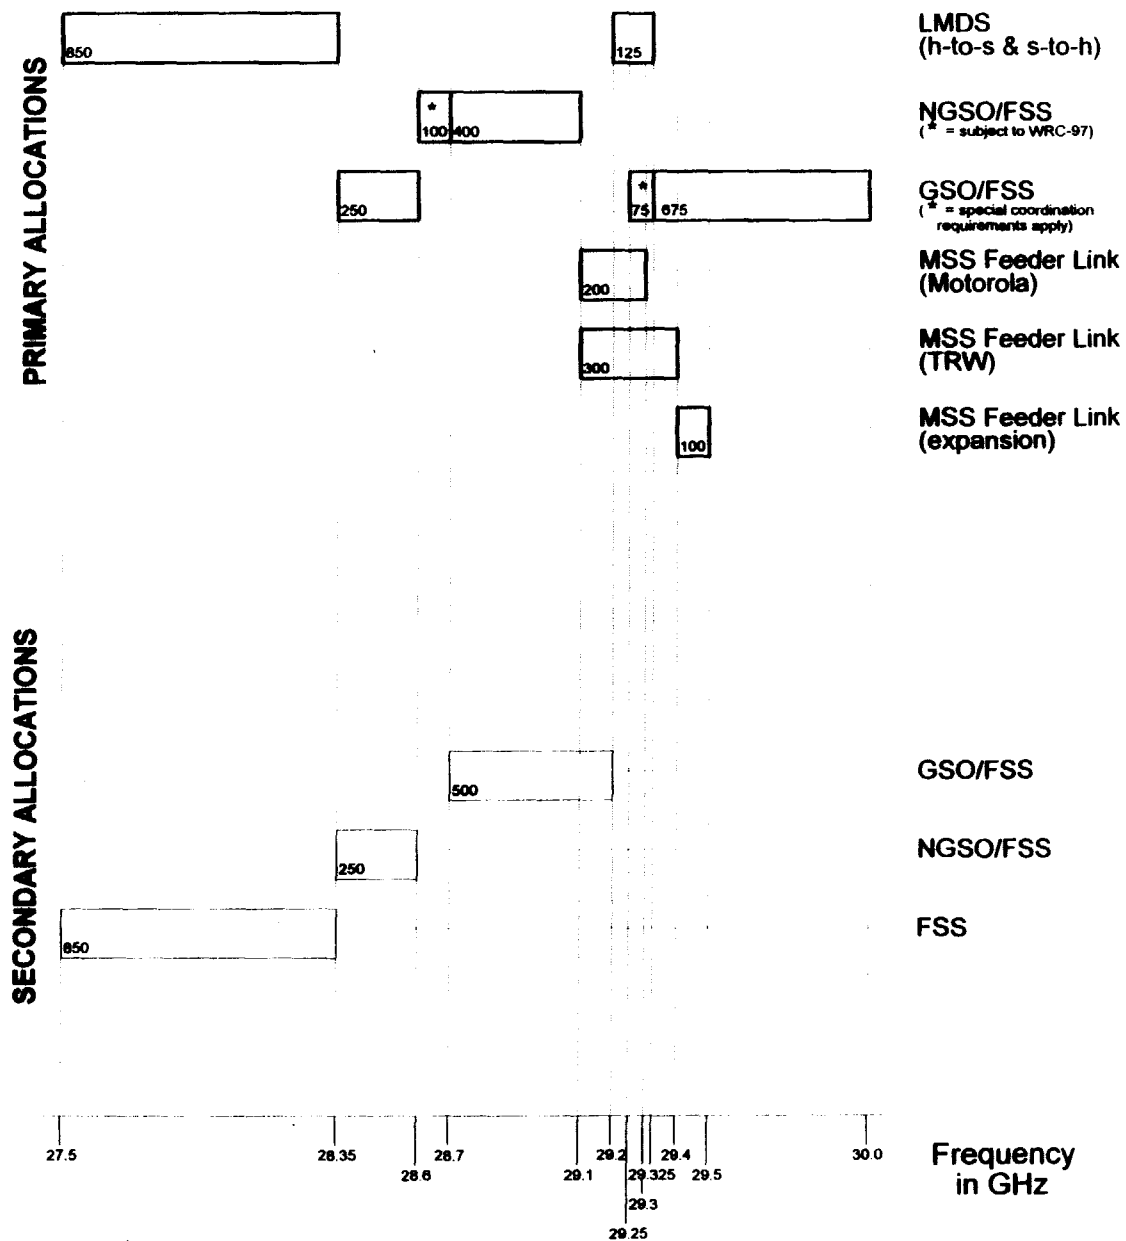 PRIMARY ALLOCATIONS
850
125
LMDS
(h-to-s & s-to-h)
*
100
400
NGSO/FSS
( * = subject to WRC-97)
250
*
75
675
GSO/FSS
( * = special coordination
requirements apply)
200
MSS Feeder Link
(Motorola)
300
MSS Feeder Link
(TRW)
100
MSS Feeder Link
(expansion)
SECONDARY ALLOCATIONS
500
GSO/FSS
250
NGSO/FSS
850
FSS
27.5
28.35
28.6
28.7
29.1
29.2
29.25
29.3
29.325
29.4
29.5
30.0
Frequency
in GHz